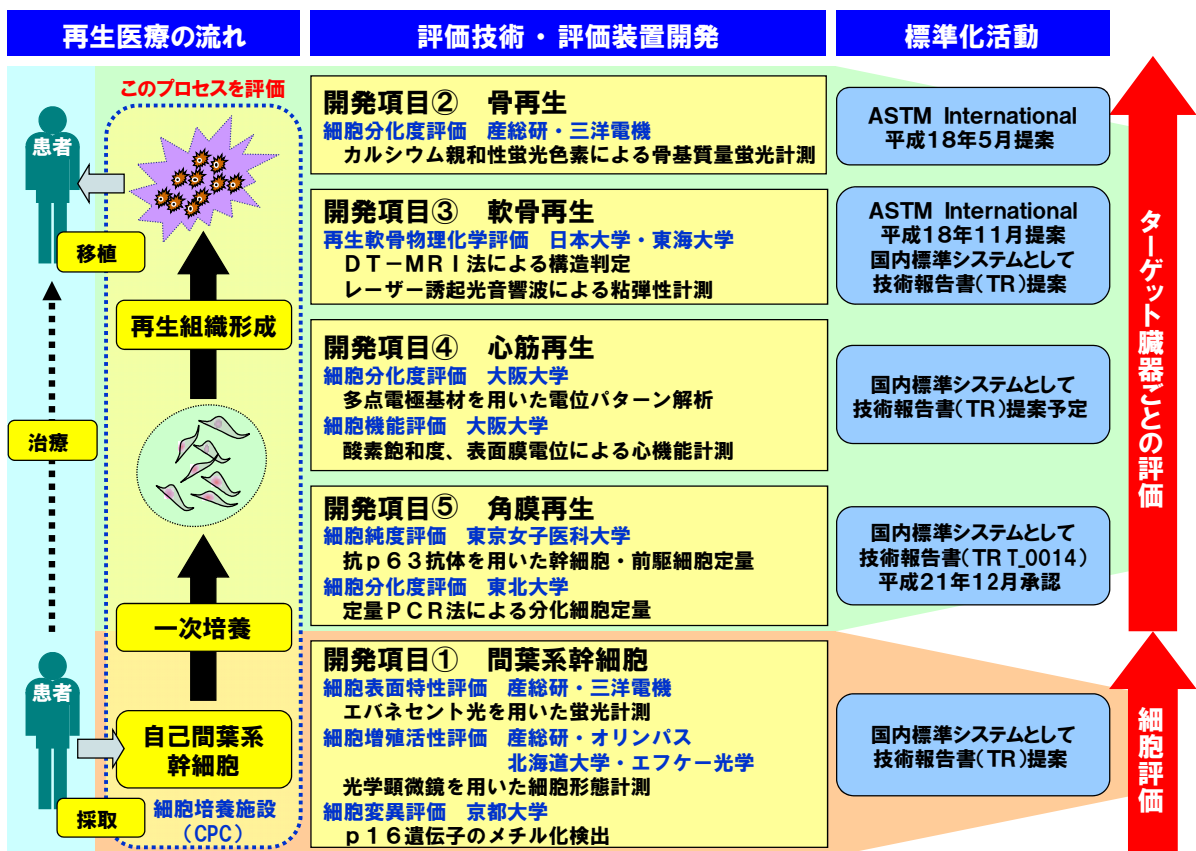 再生医療の流れ
評価技術・評価装置開発
標準化活動
このプロセスを評価
患者
移植
再生組織形成
治療
一次培養
患者
自己間葉系
幹細胞
採取
細胞培養施設
(CPC)
開発項目② 骨再生
細胞分化度評価 産総研・三洋電機
カルシウム親和性蛍光色素による骨基質量蛍光計測
開発項目③ 軟骨再生
再生軟骨物理化学評価 日本大学・東海大学
DT-MRI法による構造判定
レーザー誘起光音響波による粘弾性計測
開発項目④ 心筋再生
細胞分化度評価 大阪大学
多点電極基材を用いた電位パターン解析
細胞機能評価 大阪大学
酸素飽和度、表面膜電位による心機能計測
開発項目⑤ 角膜再生
細胞純度評価 東京女子医科大学
抗p63抗体を用いた幹細胞・前駆細胞定量
細胞分化度評価 東北大学
定量PCR法による分化細胞定量
開発項目① 間葉系幹細胞
細胞表面特性評価 産総研・三洋電機
エバネセント光を用いた蛍光計測
細胞増殖活性評価 産総研・オリンパス
北海道大学・エフケー光学
光学顕微鏡を用いた細胞形態計測
細胞変異評価 京都大学
p16遺伝子のメチル化検出
ASTM International
平成18年5月提案
ASTM International
平成18年11月提案
国内標準システムとして
技術報告書(TR)提案
国内標準システムとして
技術報告書(TR)提案予定
国内標準システムとして
技術報告書(TR T_0014)
平成21年12月承認
国内標準システムとして
技術報告書(TR)提案
ターゲット臓器ごとの評価
細胞評価